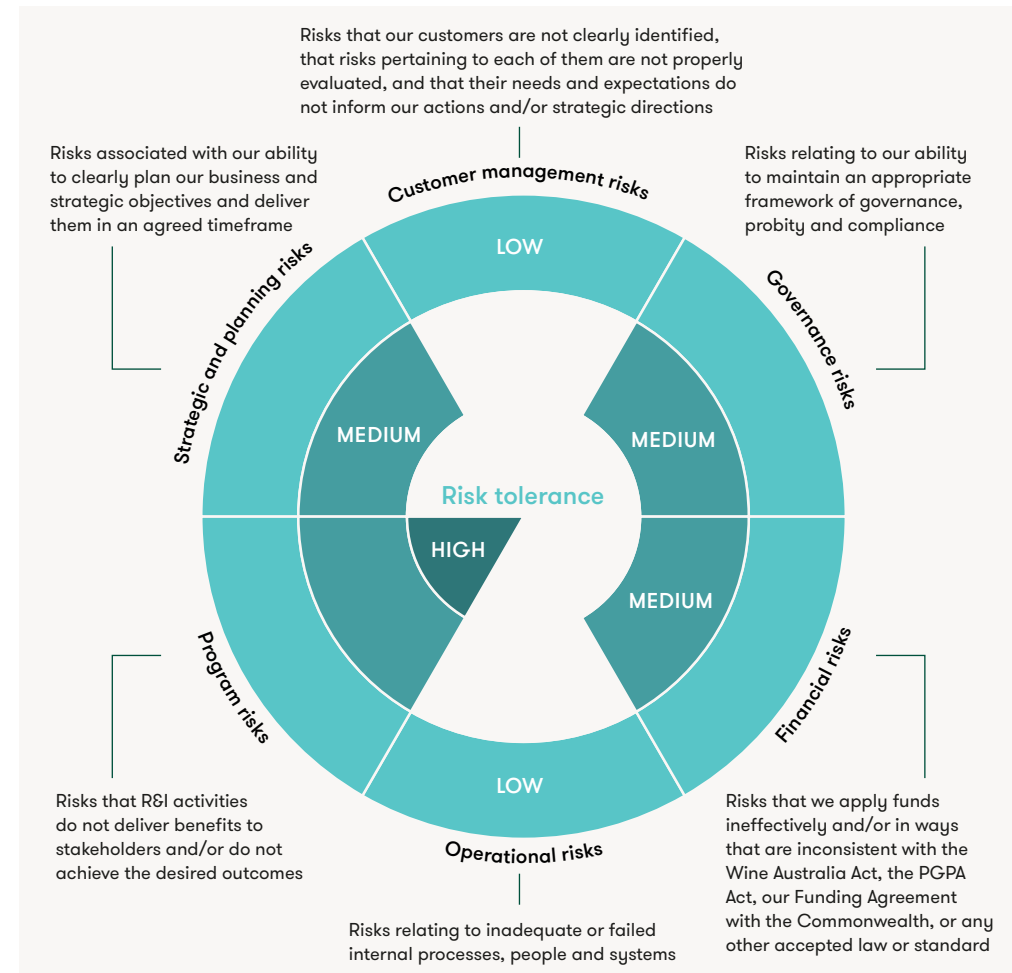 Risks that our customers are not clearly identified,
that risks pertaining to each of them are not properly
evaluated, and that their needs and expectations do
not inform our actions and/or strategic directions
Risks associated with our ability
to clearly plan our business and
strategic objectives and deliver
them in an agreed timeframe
Risks relating to our ability
to maintain an appropriate
framework of governance,
probity and compliance
Customer management risks
LOW
Strategic and planning risks
Governance risks
MEDIUM
MEDIUM
Risk tolerance
HIGH
MEDIUM
Program risks
Financial risks
LOW
Operational risks
Risks that R&I activities
do not deliver benefits to
stakeholders and/or do not
achieve the desired outcomes
Risks that we apply funds
ineffectively and/or in ways
that are inconsistent with the
Wine Australia Act, the PGPA
Act, our Funding Agreement
with the Commonwealth, or any
other accepted law or standard
Risks relating to inadequate or failed
internal processes, people and systems